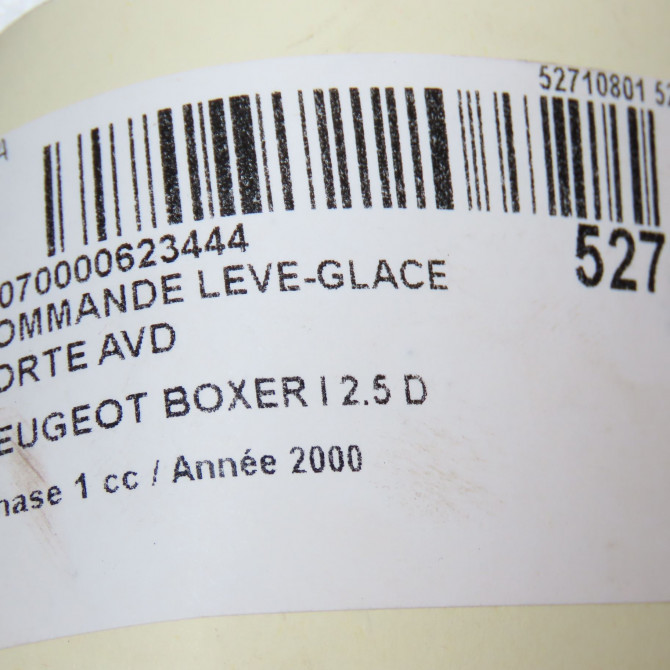 52710801 52
070000623444
527
OMMANDE LEVE-GLACE
ORTE AVD
EUGEOT BOXER I 2.5 D
hase 1 cc / Année 2000